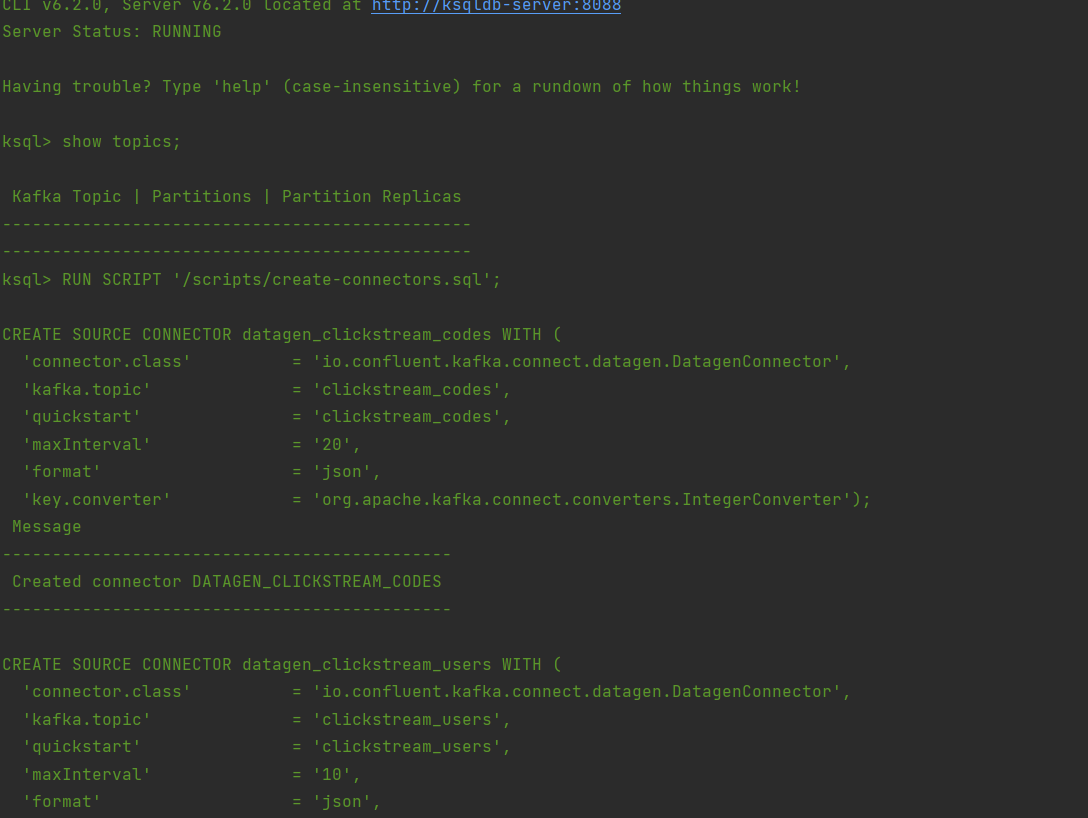 CLI v6.2.0, Server v6.2.0 located at http://ksqldb-server:8088
Server Status: RUNNING
Having trouble? Type 'help' (case-insensitive) for a rundown of how things work!
ksql> show topics;
 Kafka Topic | Partitions | Partition Replicas
-----------------------------------------------
-----------------------------------------------
ksql> RUN SCRIPT '/scripts/create-connectors.sql';
CREATE SOURCE CONNECTOR datagen_clickstream_codes WITH (
  'connector.class'          = 'io.confluent.kafka.connect.datagen.DatagenConnector',
  'kafka.topic'              = 'clickstream_codes',
  'quickstart'               = 'clickstream_codes',
  'maxInterval'              = '20',
  'format'                   = 'json',
  'key.converter'            = 'org.apache.kafka.connect.converters.IntegerConverter');
 Message
---------------------------------------------
 Created connector DATAGEN_CLICKSTREAM_CODES
---------------------------------------------
CREATE SOURCE CONNECTOR datagen_clickstream_users WITH (
  'connector.class'          = 'io.confluent.kafka.connect.datagen.DatagenConnector',
  'kafka.topic'              = 'clickstream_users',
  'quickstart'               = 'clickstream_users',
  'maxInterval'              = '10',
  'format'                   = 'json',